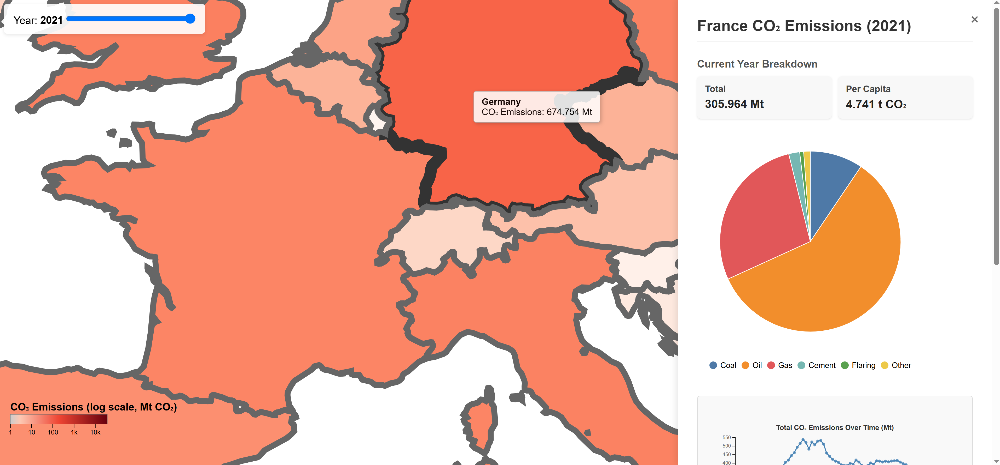 Year: 2021
Germany
CO₂ Emissions: 674.754 Mt
CO₂ Emissions (log scale, Mt CO₂)
1 10 100 1k 10k
France CO₂ Emissions (2021)
×
Current Year Breakdown
Total
305.964 Mt
Per Capita
4.741 t CO₂
Coal Oil Gas Cement Flaring Other
Total CO₂ Emissions Over Time (Mt)
550
500
450
400